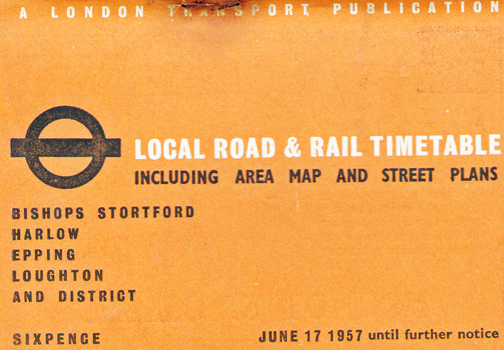 A LONDON TRANSPORT PUBLICATION
LOCAL ROAD & RAIL TIMETABLE
INCLUDING AREA MAP AND STREET PLANS
BISHOPS STORTFORD
HARLOW
EPPING
LOUGHTON
AND DISTRICT
SIXPENCE
JUNE 17 1957 until further notice